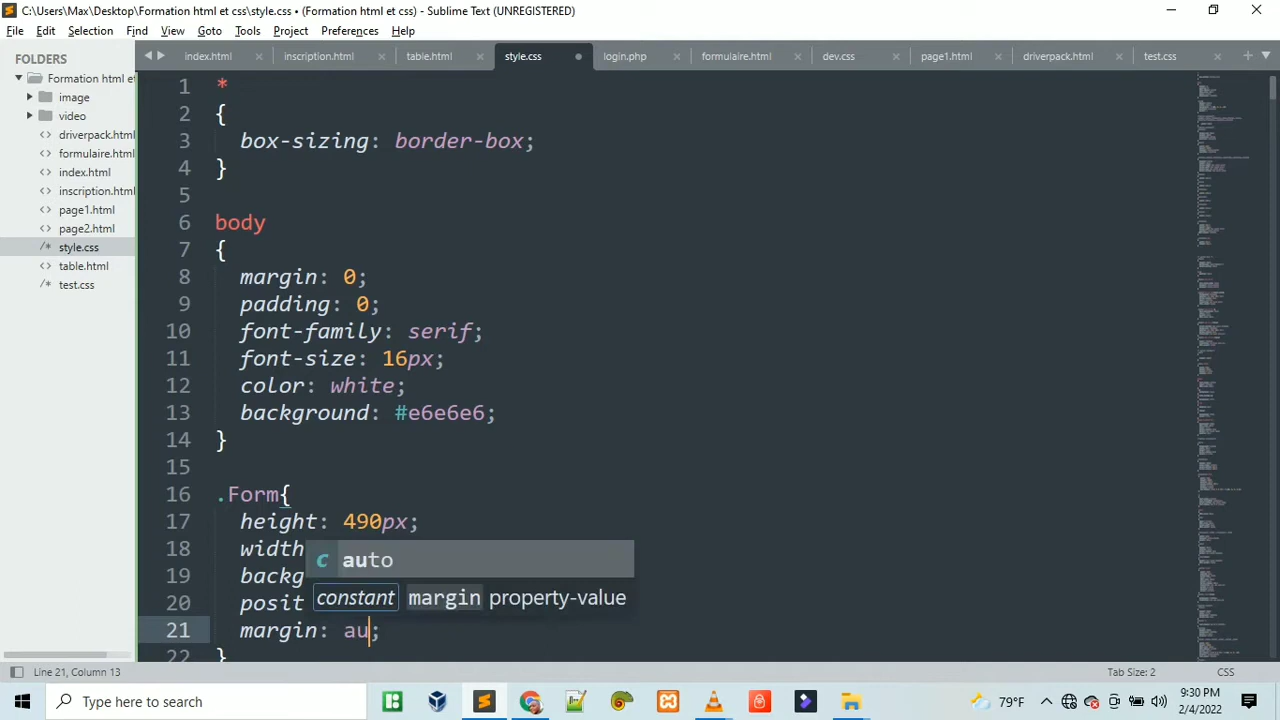 C:\Users\Max\Desktop\Formation html et css\style.css • (Formation html et css) - Sublime Text (UNREGISTERED)
File Edit Selection Find View Goto Tools Project Preferences Help
FOLDERS
Formation html et
image
video
driverpack.html
formulaire.html
index.html
inscription.html
page1.html
page2.html
style.css
table.html
test.css
index.html inscription.html table.html style.css login.php formulaire.html dev.css page1.html driverpack.html test.css
1 *
2 {
3 box-sizing: border-box;
4 }
5
6 body
7 {
8 margin: 0;
9 padding: 0;
10 font-family: serif;
11 font-size: 16px;
12 color: white;
13 background: #e6e6e6;
14 }
15
16 .Form{
17 height: 490px;
18 width
19 backg
20 posit
21 margin: au;
22 }
c auto
constant margin property-value
Line 21, Column 13 Tab Size: 2 CSS
Type here to search
79°F
9:30 PM
2/4/2022